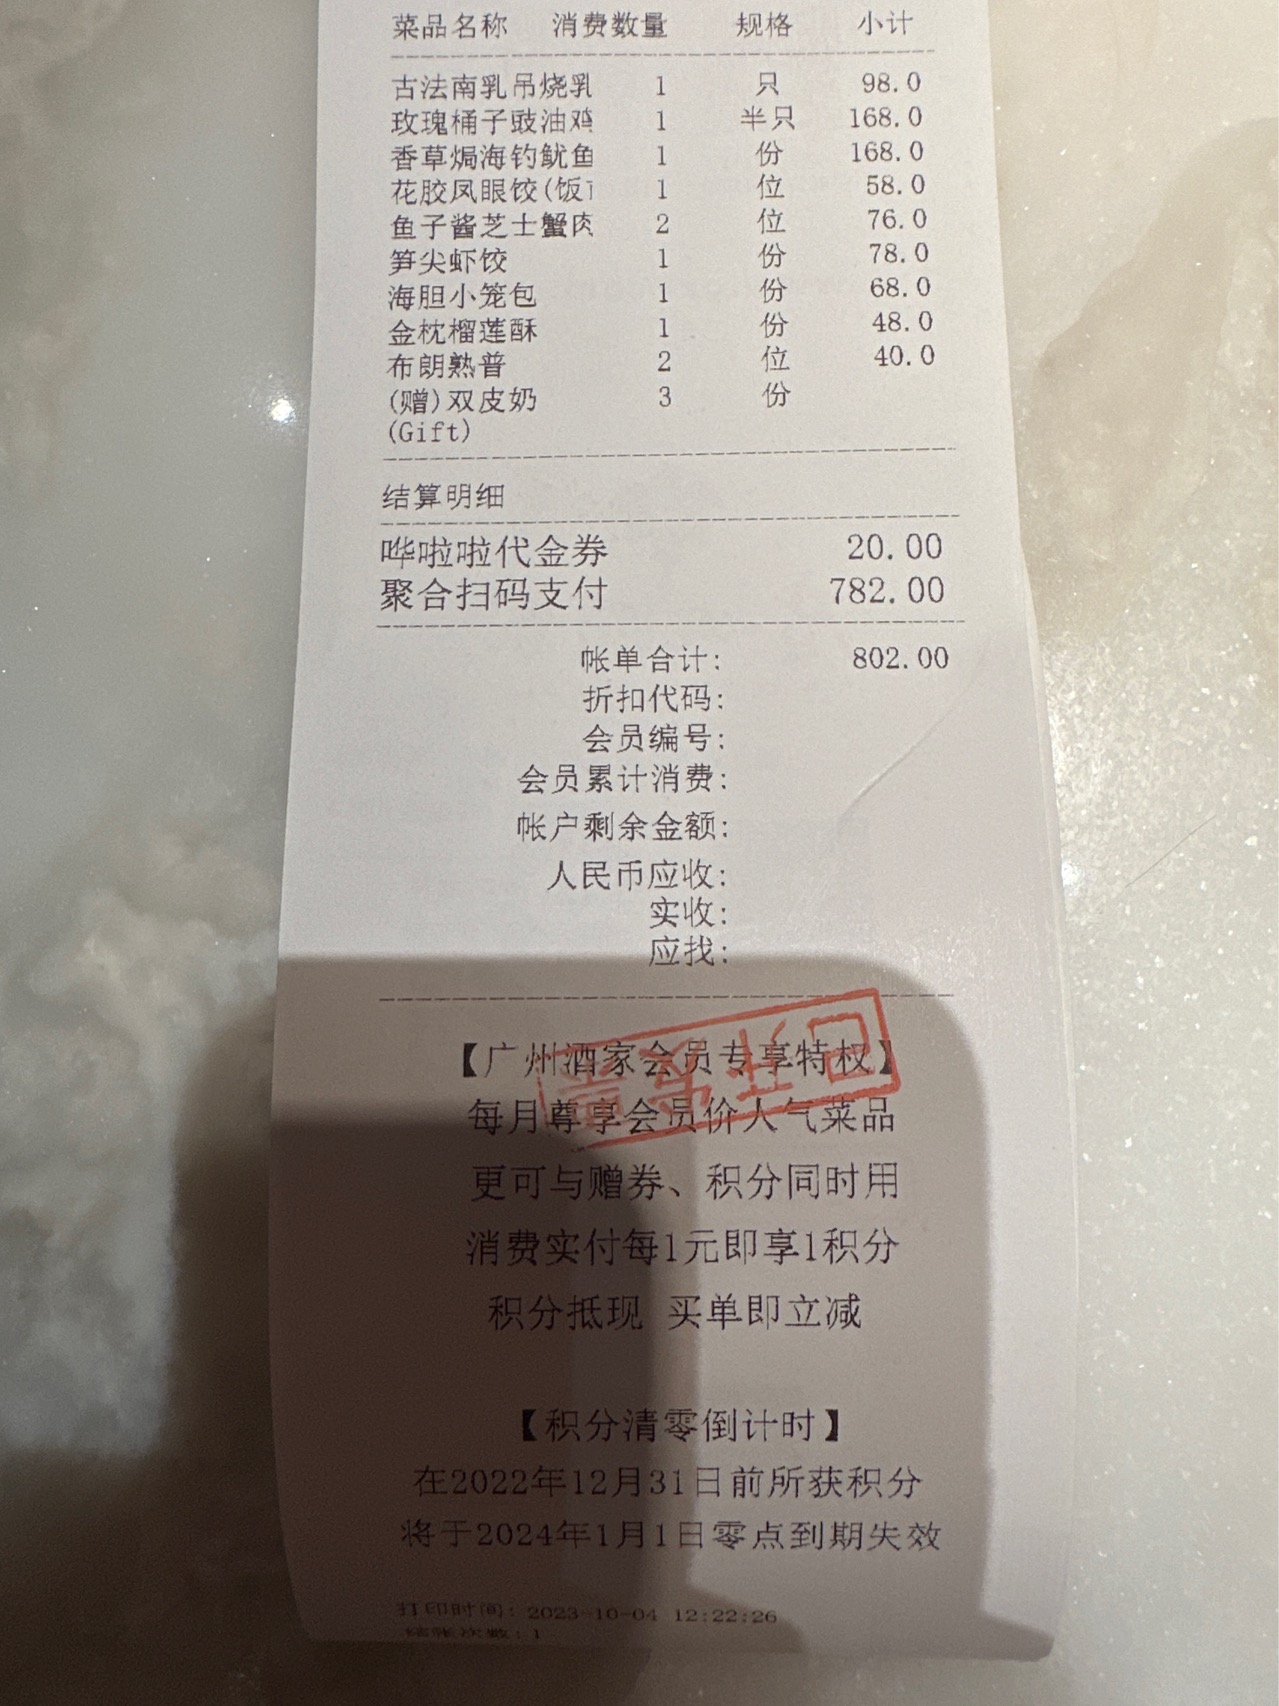 菜品名称 消费数量 规格 小计
古法南乳吊烧乳 1 只 98.0
玫瑰桶子豉油鸡 1 半只 168.0
香草焗海钓鱿鱼 1 份 168.0
花胶凤眼饺(饭市 1 位 58.0
鱼子酱芝士蟹肉 2 位 76.0
笋尖虾饺 1 份 78.0
海胆小笼包 1 份 68.0
金枕榴莲酥 1 份 48.0
布朗熟普 2 位 40.0
(赠)双皮奶 3 份
(Gift)
结算明细
哗啦啦代金券 20.00
聚合扫码支付 782.00
帐单合计: 802.00
折扣代码:
会员编号:
会员累计消费:
帐户剩余金额:
人民币应收:
实收:
应找:
【广州酒家会员专享特权】
每月尊享会员价人气菜品
更可与赠券、积分同时用
消费实付每1元即享1积分
积分抵现 买单即立减
【积分清零倒计时】
在2022年12月31日前所获积分
将于2024年1月1日零点到期失效
打印时间: 2023-10-04 12:22:26
结账次数: 1